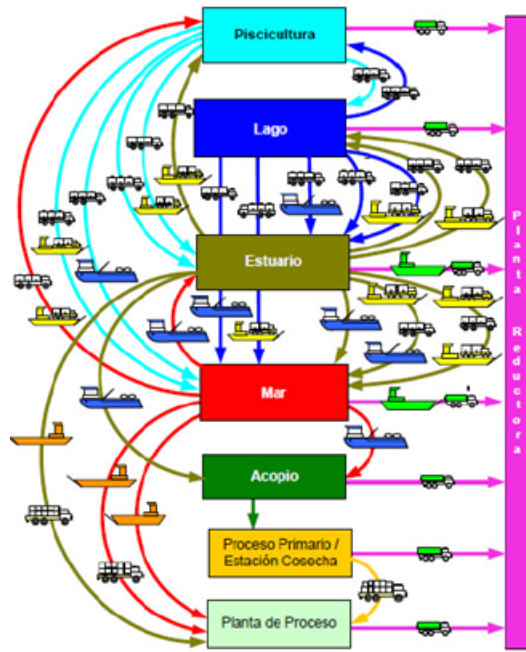 Piscicultura
Lago
Estuario
Mar
Acopio
Proceso Primario /
Estación Cosecha
Planta de Proceso
Planta Reductora